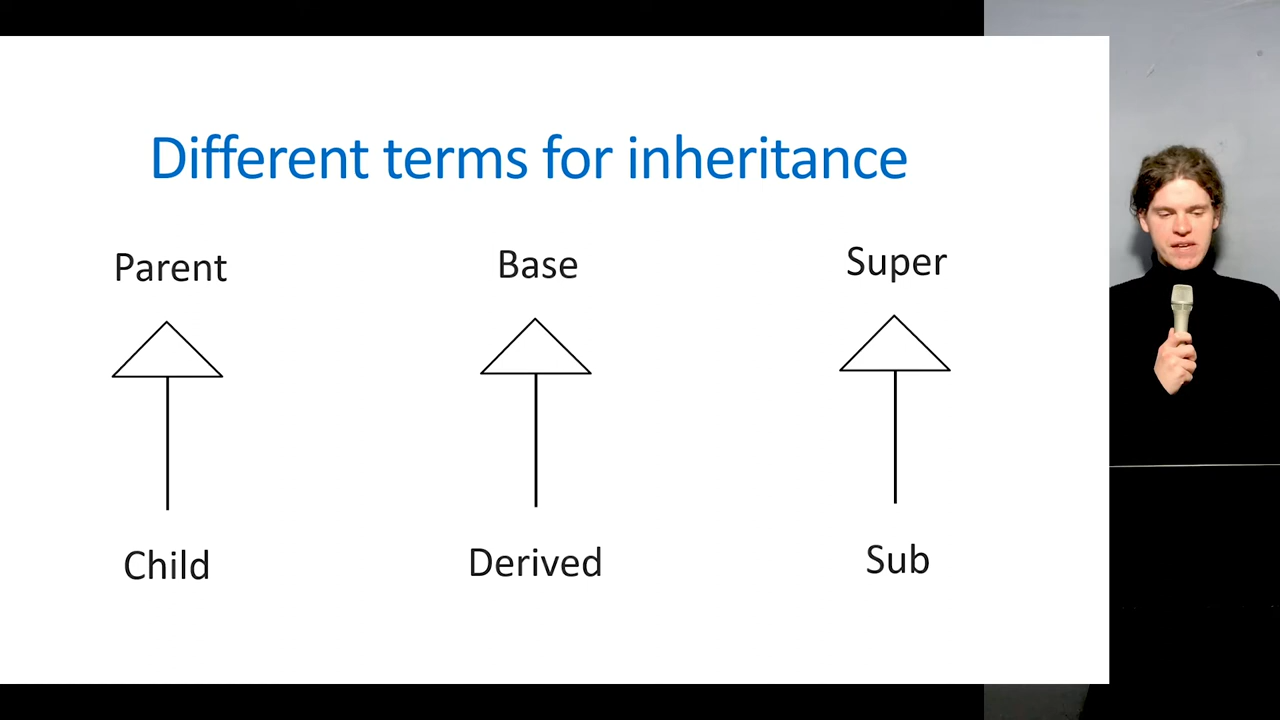 Different terms for inheritance
Parent
Base
Super
Child
Derived
Sub